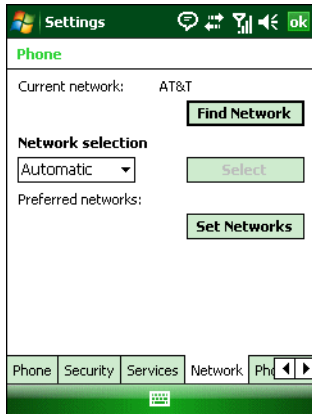 Settings ok
Phone
Current network: AT&T
Find Network
Network selection
Automatic Select
Preferred networks:
Set Networks
Phone Security Services Network Pho